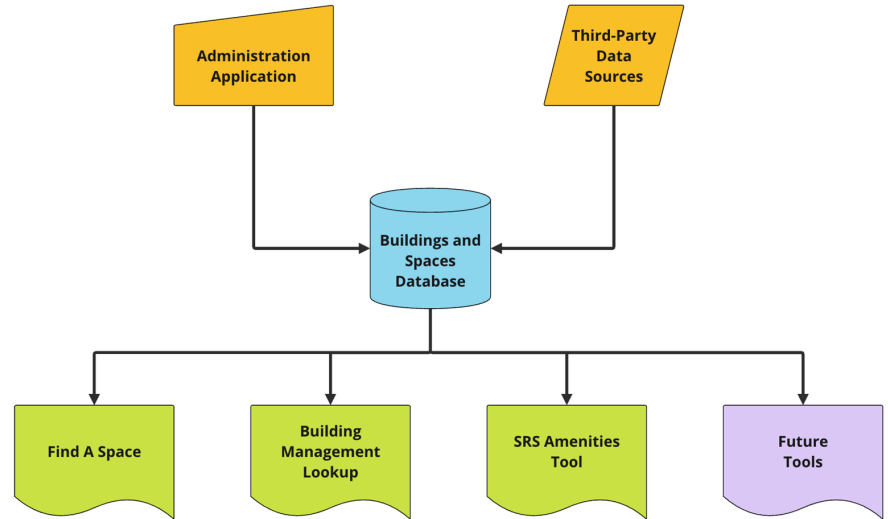 Administration
Application
Third-Party
Data
Sources
Buildings and
Spaces
Database
Find A Space
Building
Management
Lookup
SRS Amenities
Tool
Future
Tools